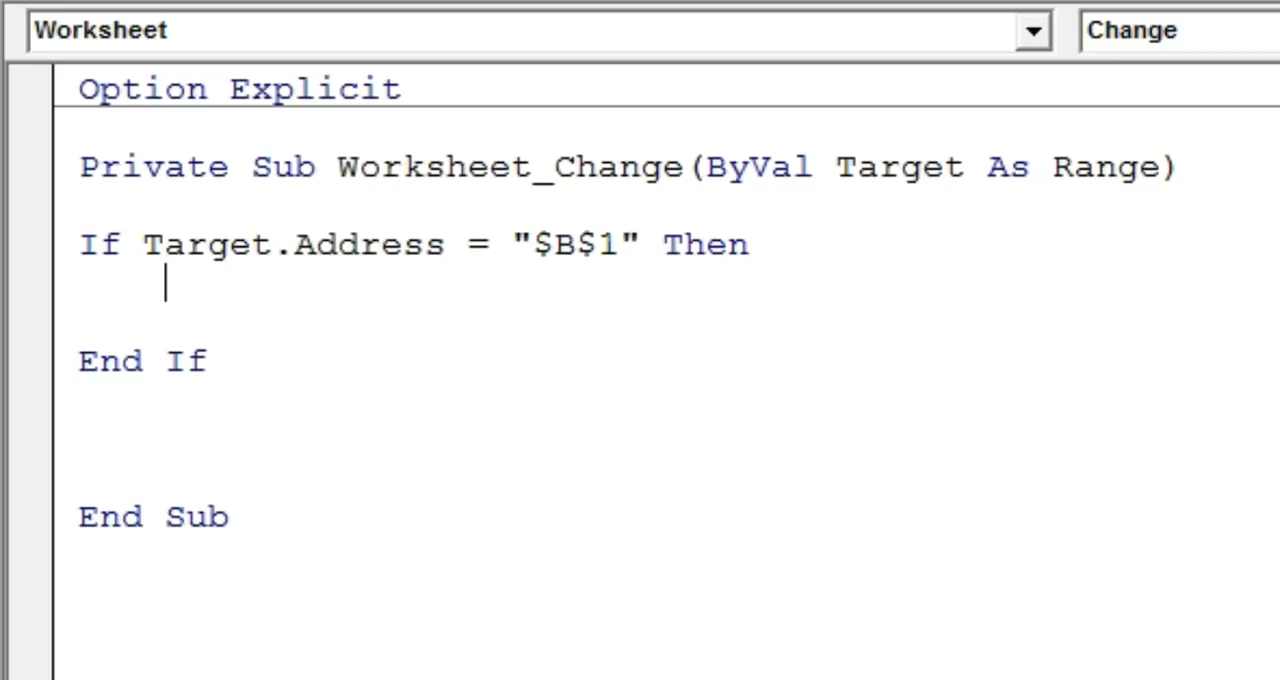 Worksheet
Change
Option Explicit
Private Sub Worksheet_Change(ByVal Target As Range)
If Target.Address = "$B$1" Then
End If
End Sub